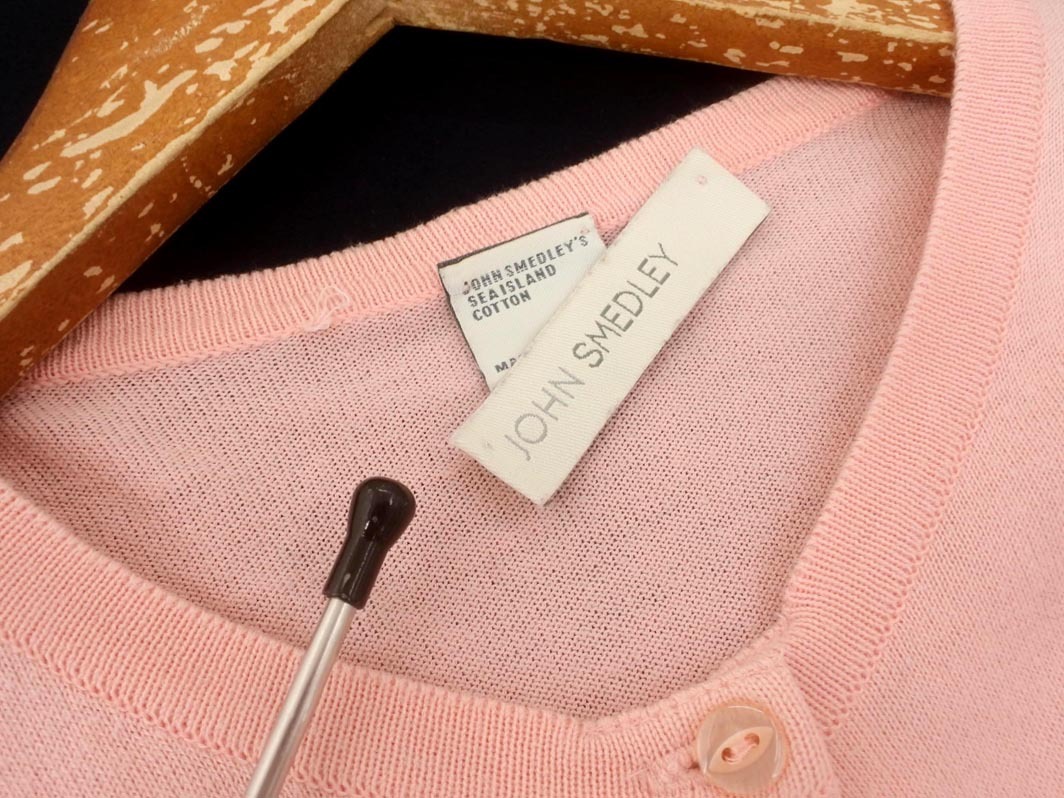 JOHN SMEDLEY'S
SEA ISLAND
COTTON
JOHN SMEDLEY